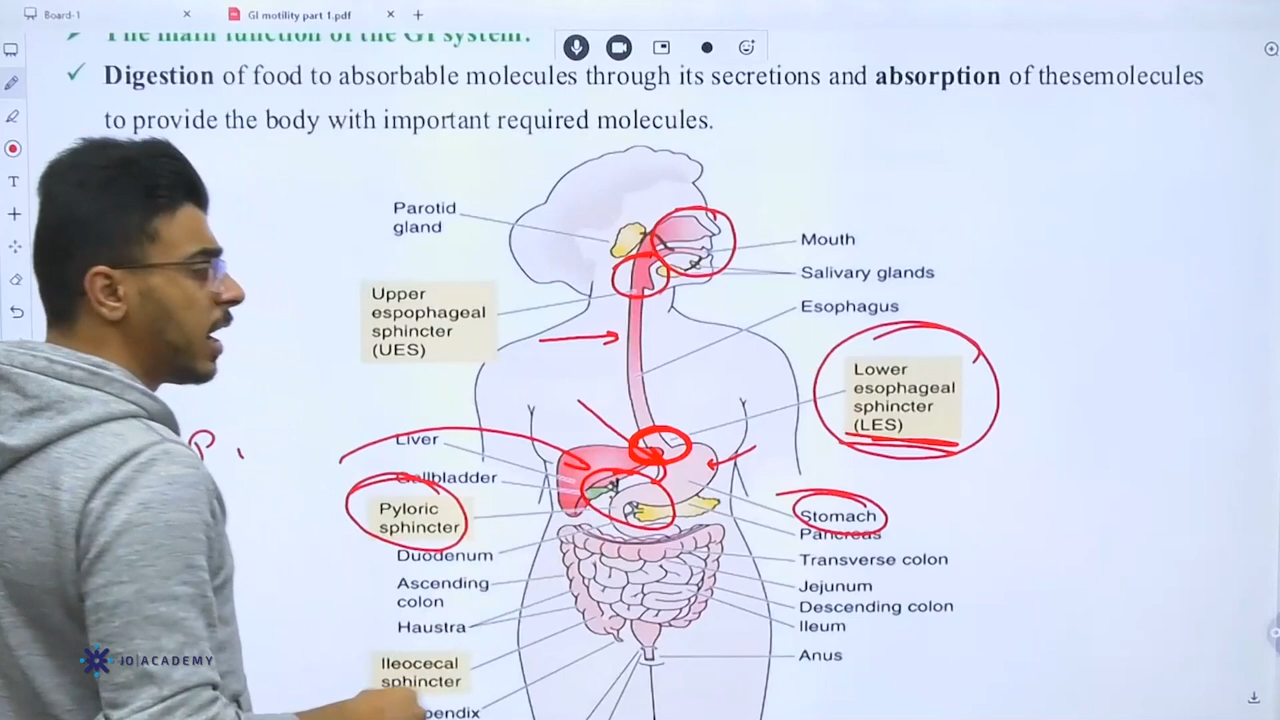 Board-1
GI motility part 1.pdf
The main function of the GI system:
Digestion of food to absorbable molecules through its secretions and absorption of thesemolecules
to provide the body with important required molecules.
Parotid
gland
Mouth
Salivary glands
Upper
espophageal
sphincter
(UES)
Esophagus
Lower
esophageal
sphincter
(LES)
Liver
Gallbladder
Pyloric
sphincter
Stomach
Pancreas
Duodenum
Transverse colon
Ascending
colon
Jejunum
Descending colon
Haustra
Ileum
Anus
Ileocecal
sphincter
pendix
P.
JO ACADEMY
T